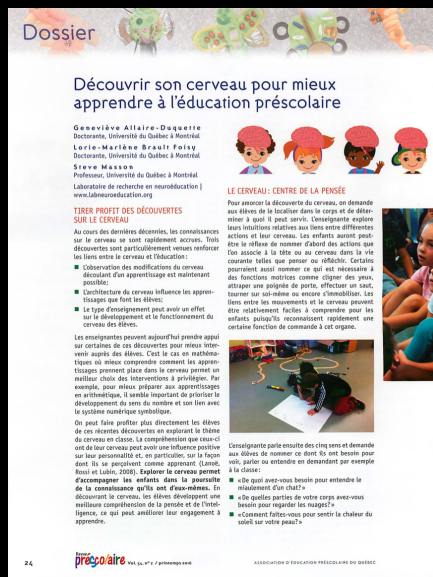 Dossier
Découvrir son cerveau pour mieux
apprendre à l'éducation préscolaire
Geneviève Allaire-Duquette
Doctorante, Université du Québec à Montréal
Lorie-Marlène Brault Foisy
Doctorante, Université du Québec à Montréal
Steve Masson
Professeur, Université du Québec à Montréal
Laboratoire de recherche en neuroéducation |
www.labneuroeducation.org
TIRER PROFIT DES DÉCOUVERTES
SUR LE CERVEAU
Au cours des dernières décennies, les connaissances
sur le cerveau se sont rapidement accrues. Trois
découvertes sont particulièrement venues renforcer
les liens entre le cerveau et l'éducation :
■ L'observation des modifications du cerveau
découlant d'un apprentissage est maintenant
possible;
■ L'architecture du cerveau influence les appren-
tissages que font les élèves;
■ Le type d'enseignement peut avoir un effet
sur le développement et le fonctionnement du
cerveau des élèves.
Les enseignantes peuvent aujourd'hui prendre appui
sur certaines de ces découvertes pour mieux inter-
venir auprès des élèves. C'est le cas en mathéma-
tiques où mieux comprendre comment les appren-
tissages prennent place dans le cerveau permet un
meilleur choix des interventions à privilégier. Par
exemple, pour mieux préparer aux apprentissages
en arithmétique, il semble important de prioriser le
développement du sens du nombre et son lien avec
le système numérique symbolique.
On peut faire profiter plus directement les élèves
de ces récentes découvertes en explorant le thème
du cerveau en classe. La compréhension que ceux-ci
ont de leur cerveau peut avoir une influence positive
sur leur personnalité et, en particulier, sur la façon
dont ils se perçoivent comme apprenant (Lanoë,
Rossi et Lubin, 2008). Explorer le cerveau permet
d'accompagner les enfants dans la poursuite
de la connaissance qu'ils ont d'eux-mêmes. En
découvrant le cerveau, les élèves développent une
meilleure compréhension de la pensée et de l'intel-
ligence, ce qui peut améliorer leur engagement à
apprendre.
LE CERVEAU : CENTRE DE LA PENSÉE
Pour amorcer la découverte du cerveau, on demande
aux élèves de le localiser dans le corps et de déter-
miner à quoi il peut servir. L'enseignante explore
leurs intuitions relatives aux liens entre différentes
actions et leur cerveau. Les enfants auront peut-
être le réflexe de nommer d'abord des actions que
l'on associe à la tête ou au cerveau dans la vie
courante telles que penser ou réfléchir. Certains
pourraient aussi nommer ce qui est nécessaire à
des fonctions motrices comme cligner des yeux,
attraper une poignée de porte, effectuer un saut,
tourner sur soi-même ou encore s'immobiliser. Les
liens entre les mouvements et le cerveau peuvent
être relativement faciles à comprendre pour les
enfants puisqu'ils reconnaissent rapidement une
certaine fonction de commande à cet organe.
L'enseignante parle ensuite des cinq sens et demande
aux élèves de nommer ce dont ils ont besoin pour
voir, parler ou entendre en demandant par exemple
à la classe :
■ «De quoi avez-vous besoin pour entendre le
miaulement d'un chat?»
■ «De quelles parties de votre corps avez-vous
besoin pour regarder les nuages?»
■ «Comment faites-vous pour sentir la chaleur du
soleil sur votre peau?»
24
Revue
préscolaire Vol. 54, n° 2 / printemps 2016
ASSOCIATION D'ÉDUCATION PRÉSCOLAIRE DU QUÉBEC